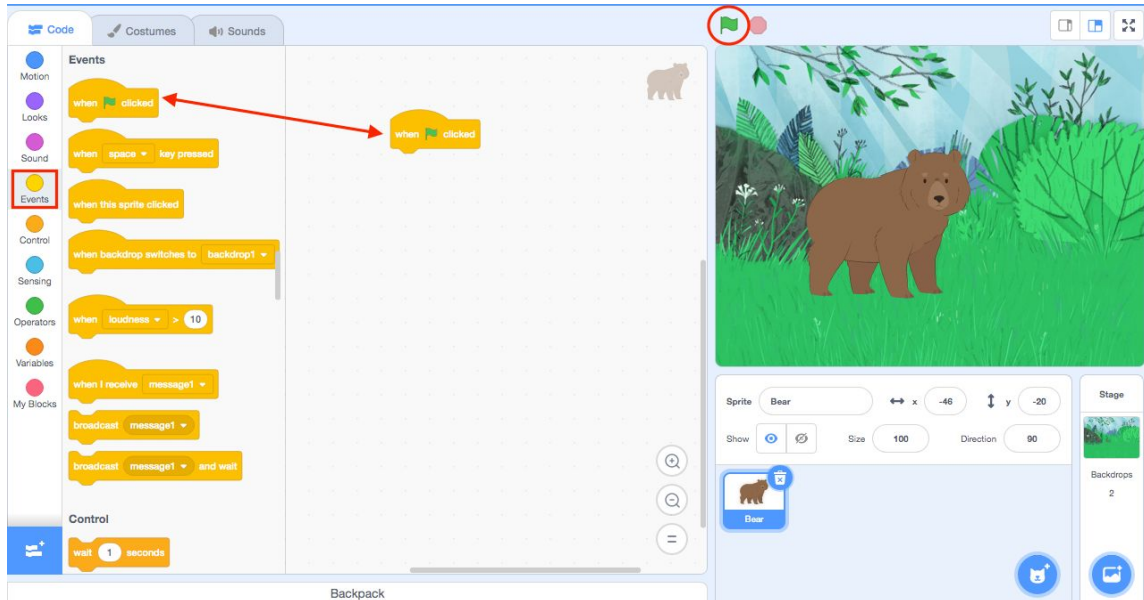 Code
Costumes
Sounds
Motion
Looks
Sound
Events
Control
Sensing
Operators
Variables
My Blocks
Events
when clicked
when space key pressed
when this sprite clicked
when backdrop switches to backdrop1
when loudness > 10
when I receive message1
broadcast message1
broadcast message1 and wait
Control
wait 1 seconds
when clicked
=
Backpack
Sprite Bear x -46 y -20
Show Size 100 Direction 90
Bear
Stage
Backdrops
2